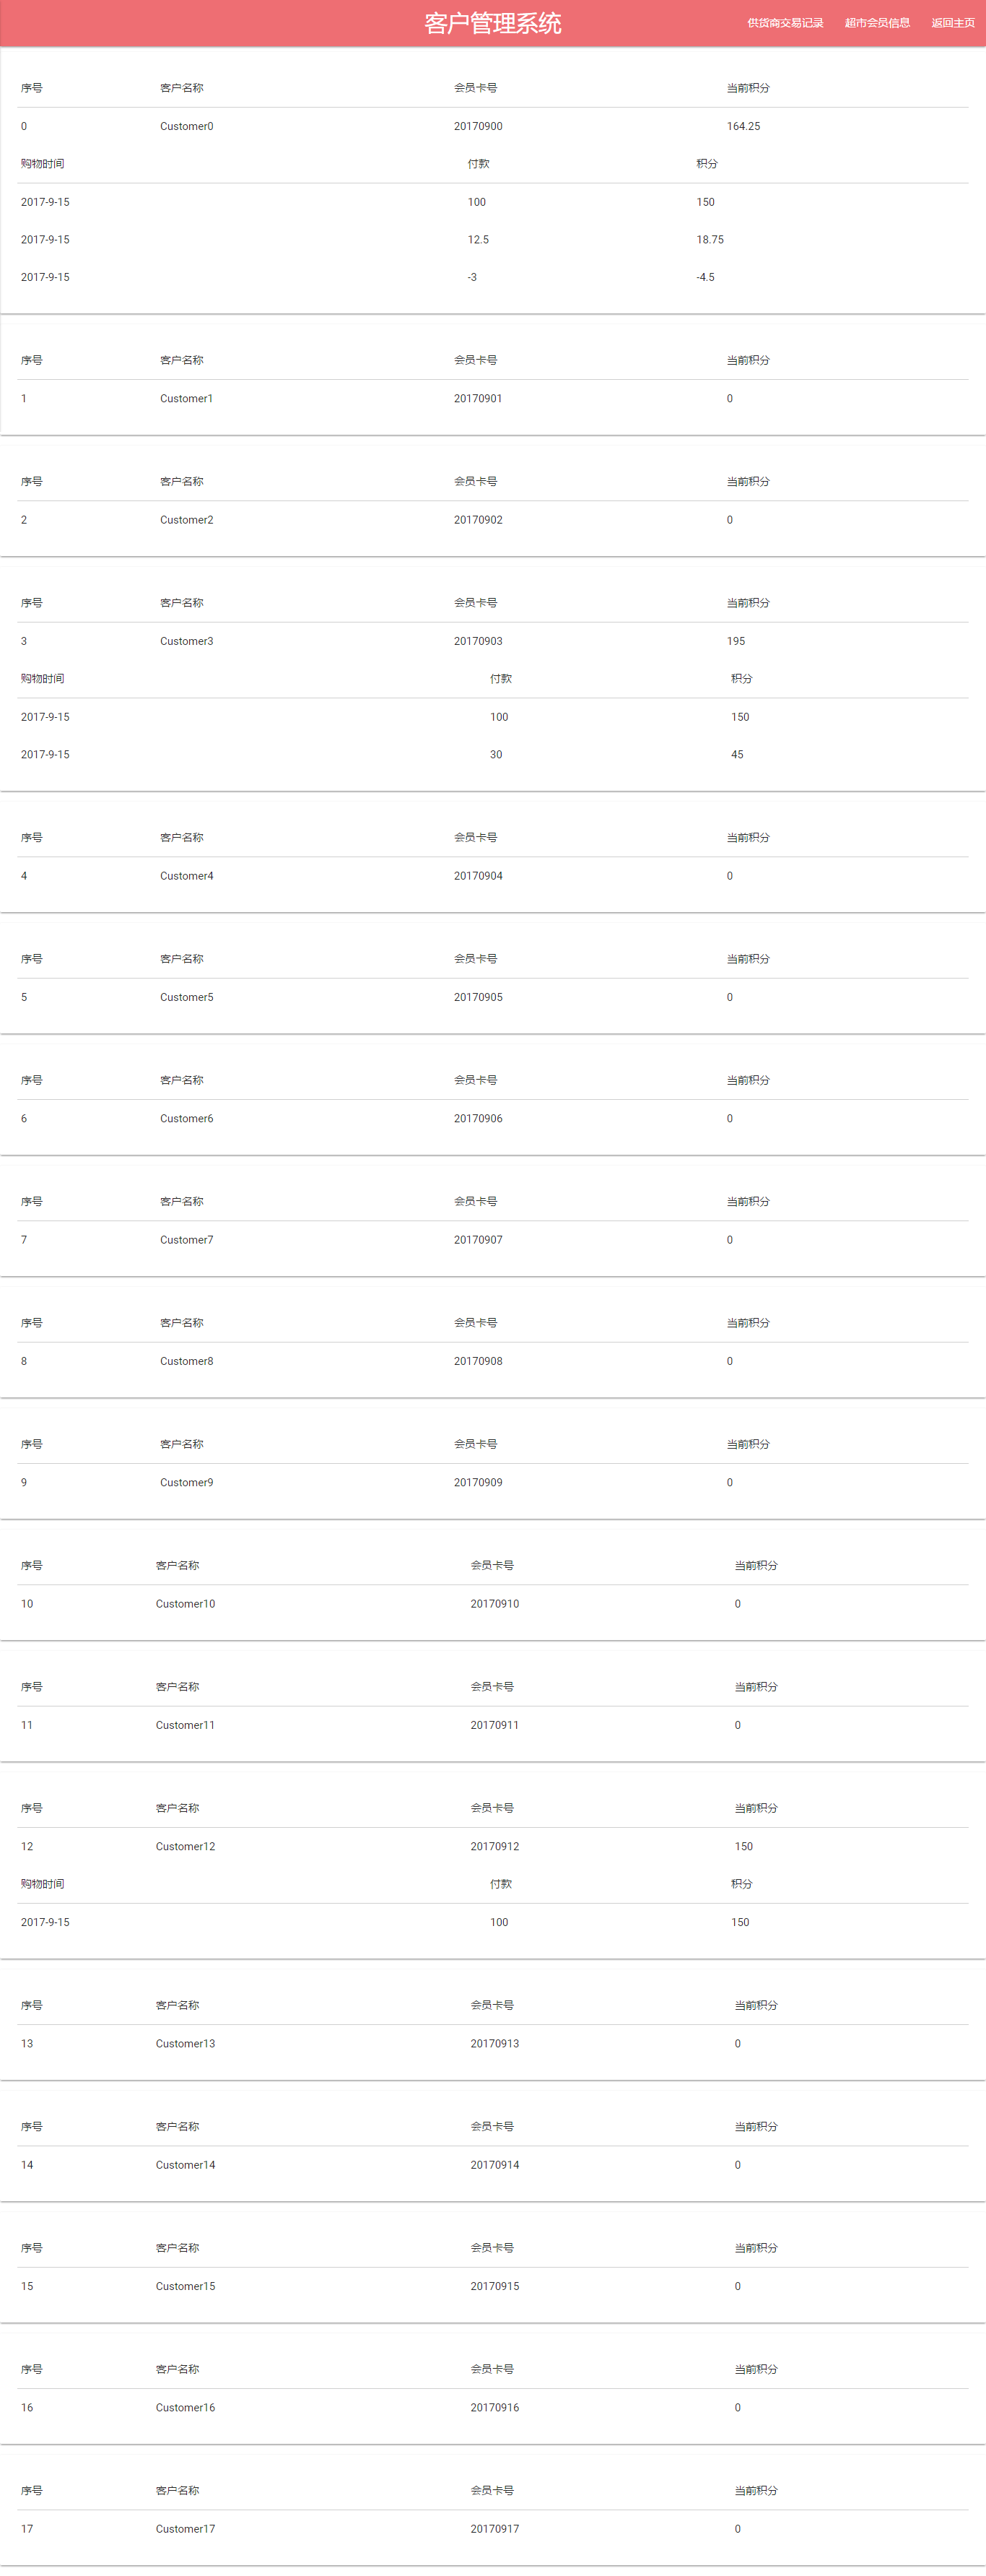 客户管理系统 供货商交易记录 超市会员信息 返回主页
序号 客户名称 会员卡号 当前积分
0 Customer0 20170900 164.25
购物时间 付款 积分
2017-9-15 100 150
2017-9-15 12.5 18.75
2017-9-15 -3 -4.5
序号 客户名称 会员卡号 当前积分
1 Customer1 20170901 0
序号 客户名称 会员卡号 当前积分
2 Customer2 20170902 0
序号 客户名称 会员卡号 当前积分
3 Customer3 20170903 195
购物时间 付款 积分
2017-9-15 100 150
2017-9-15 30 45
序号 客户名称 会员卡号 当前积分
4 Customer4 20170904 0
序号 客户名称 会员卡号 当前积分
5 Customer5 20170905 0
序号 客户名称 会员卡号 当前积分
6 Customer6 20170906 0
序号 客户名称 会员卡号 当前积分
7 Customer7 20170907 0
序号 客户名称 会员卡号 当前积分
8 Customer8 20170908 0
序号 客户名称 会员卡号 当前积分
9 Customer9 20170909 0
序号 客户名称 会员卡号 当前积分
10 Customer10 20170910 0
序号 客户名称 会员卡号 当前积分
11 Customer11 20170911 0
序号 客户名称 会员卡号 当前积分
12 Customer12 20170912 150
购物时间 付款 积分
2017-9-15 100 150
序号 客户名称 会员卡号 当前积分
13 Customer13 20170913 0
序号 客户名称 会员卡号 当前积分
14 Customer14 20170914 0
序号 客户名称 会员卡号 当前积分
15 Customer15 20170915 0
序号 客户名称 会员卡号 当前积分
16 Customer16 20170916 0
序号 客户名称 会员卡号 当前积分
17 Customer17 20170917 0